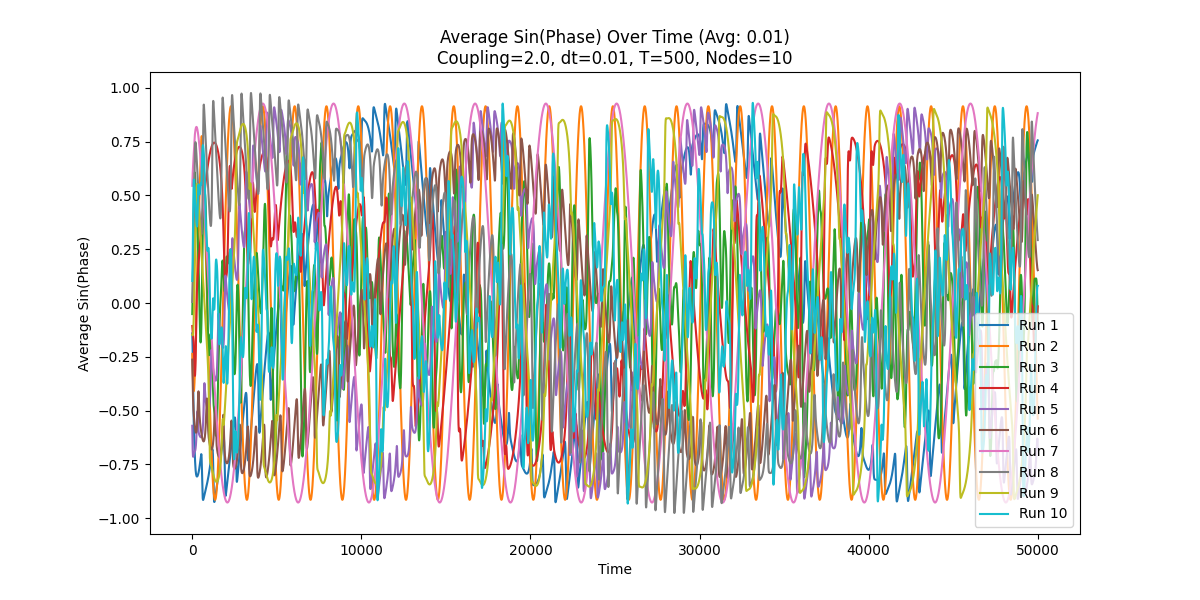 Average Sin(Phase) Over Time (Avg: 0.01)
Coupling=2.0, dt=0.01, T=500, Nodes=10
Average Sin(Phase)
1.00
0.75
0.50
0.25
0.00
−0.25
−0.50
−0.75
−1.00
0
10000
20000
30000
40000
50000
Time
Run 1
Run 2
Run 3
Run 4
Run 5
Run 6
Run 7
Run 8
Run 9
Run 10